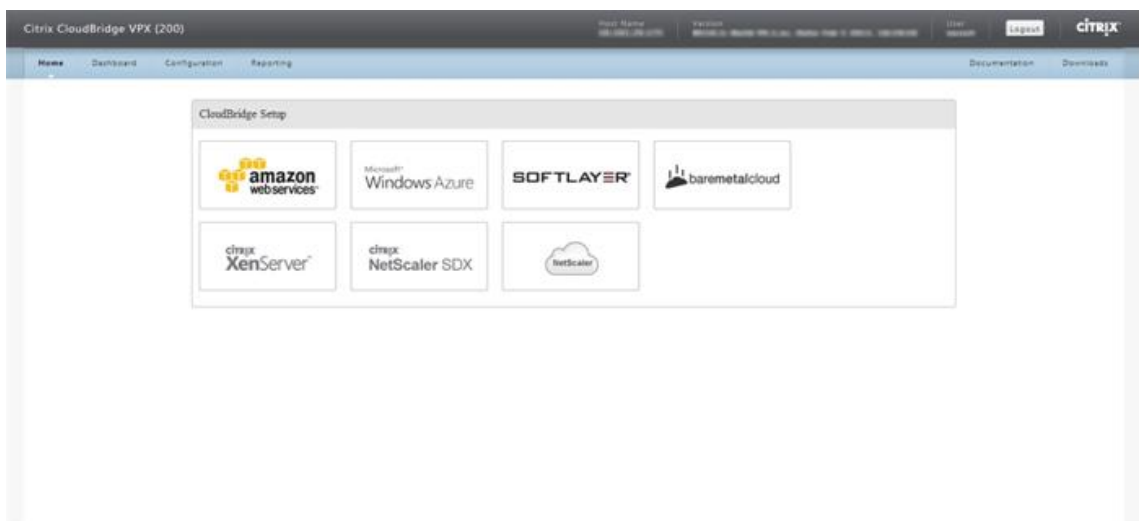 Citrix CloudBridge VPX (200)
Host Name
Version
User
Logout
CITRIX
Home Dashboard Configuration Reporting Documentation Downloads
CloudBridge Setup
amazon
webservices™
Microsoft®
Windows Azure
SOFTLAYER®
baremetalcloud
citrix
XenServer®
citrix
NetScaler SDX
NetScaler